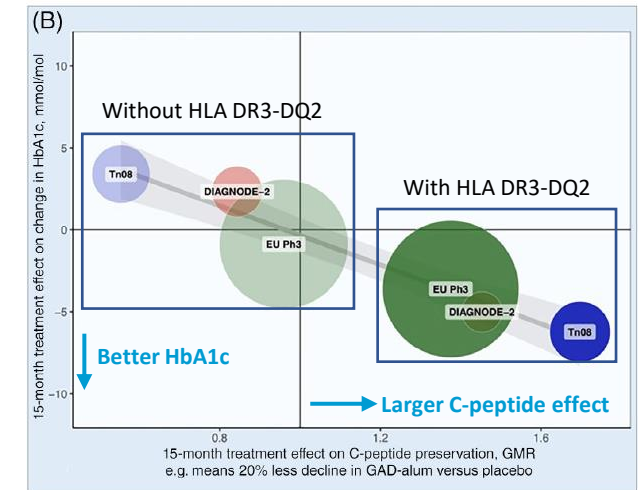 (B)
15-month treatment effect on change in HbA1c, mmol/mol
10
5
0
−5
−10
Without HLA DR3-DQ2
Tn08
DIAGNODE−2
EU Ph3
With HLA DR3-DQ2
EU Ph3
DIAGNODE−2
Tn08
Better HbA1c
Larger C-peptide effect
0.8
1.2
1.6
15-month treatment effect on C-peptide preservation, GMR
e.g. means 20% less decline in GAD-alum versus placebo